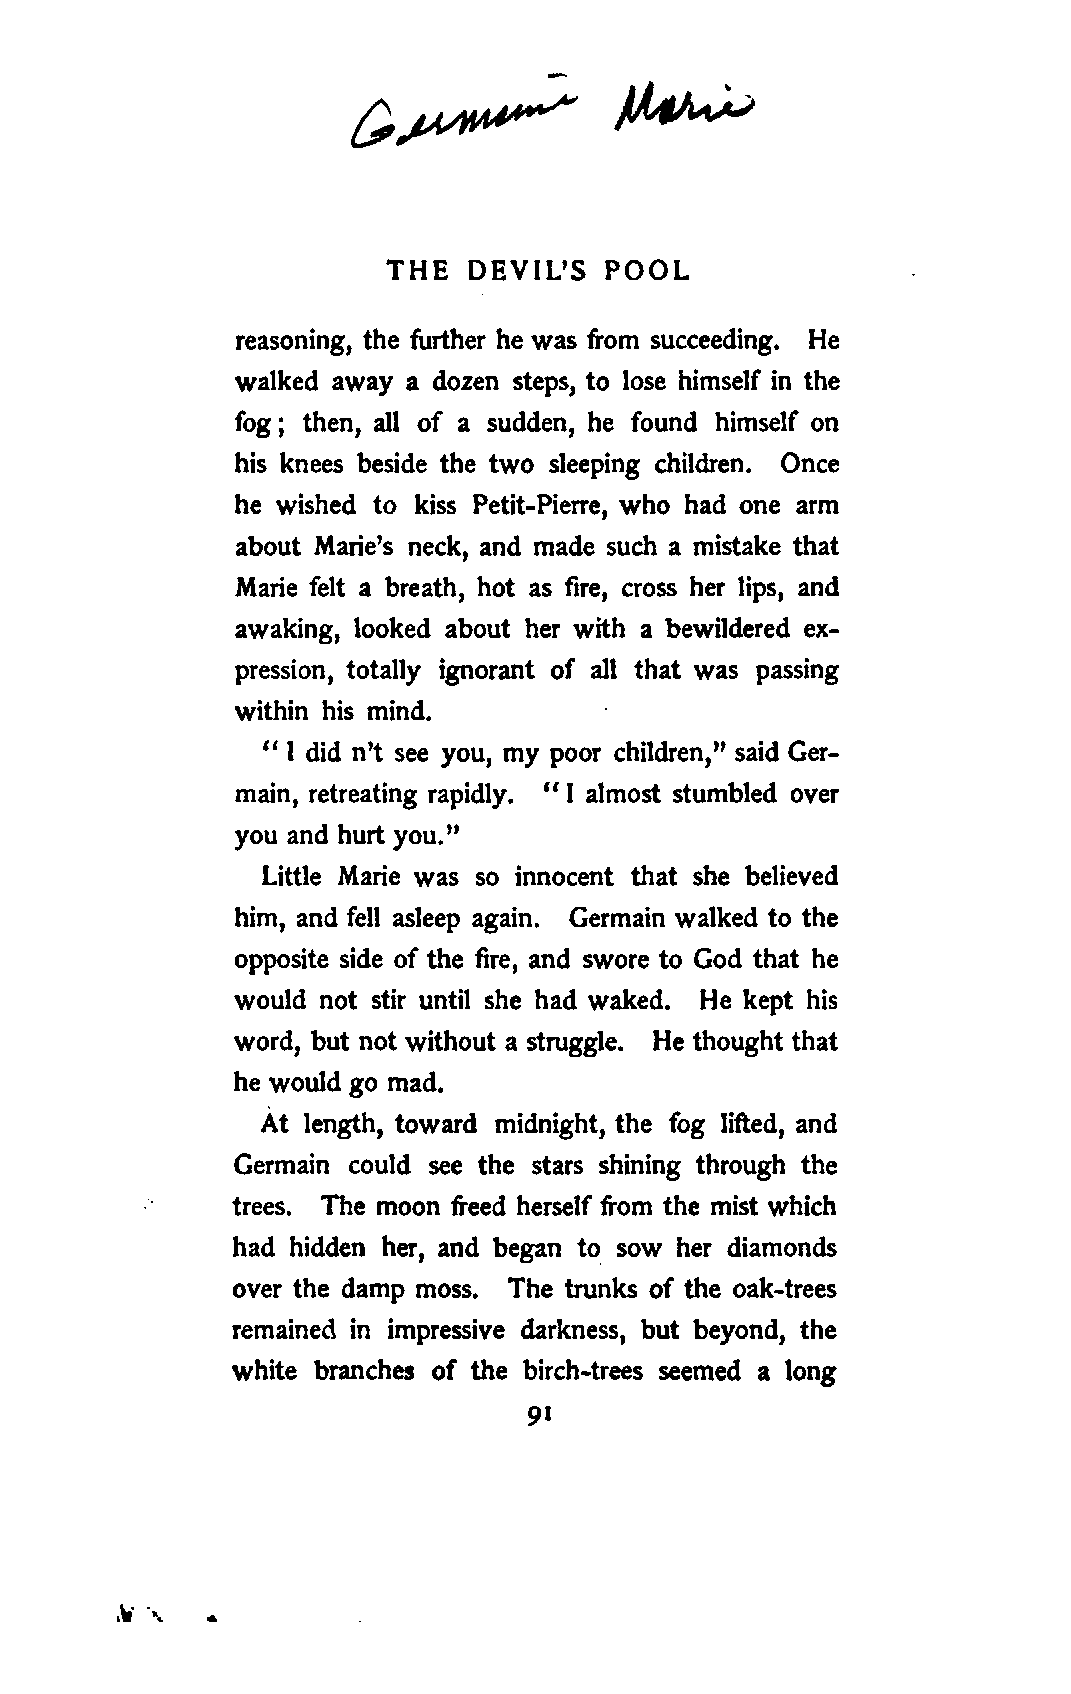 Germain Marie
THE DEVIL'S POOL
reasoning, the further he was from succeeding. He
walked away a dozen steps, to lose himself in the
fog; then, all of a sudden, he found himself on
his knees beside the two sleeping children. Once
he wished to kiss Petit-Pierre, who had one arm
about Marie's neck, and made such a mistake that
Marie felt a breath, hot as fire, cross her lips, and
awaking, looked about her with a bewildered ex-
pression, totally ignorant of all that was passing
within his mind.
"I did n't see you, my poor children," said Ger-
main, retreating rapidly. "I almost stumbled over
you and hurt you."
Little Marie was so innocent that she believed
him, and fell asleep again. Germain walked to the
opposite side of the fire, and swore to God that he
would not stir until she had waked. He kept his
word, but not without a struggle. He thought that
he would go mad.
At length, toward midnight, the fog lifted, and
Germain could see the stars shining through the
trees. The moon freed herself from the mist which
had hidden her, and began to sow her diamonds
over the damp moss. The trunks of the oak-trees
remained in impressive darkness, but beyond, the
white branches of the birch-trees seemed a long
91